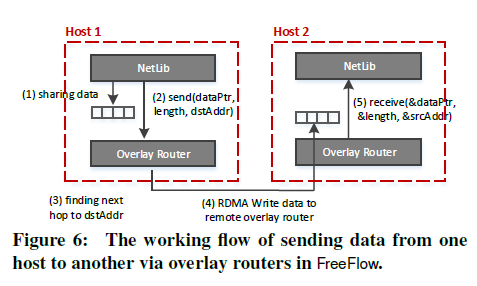 Host 1
Host 2
NetLib
NetLib
(1) sharing data
(2) send(dataPtr,
length, dstAddr)
(5) receive(&dataPtr,
&length, &srcAddr)
Overlay Router
Overlay Router
(3) finding next
hop to dstAddr
(4) RDMA Write data to
remote overlay router
Figure 6: The working flow of sending data from one
host to another via overlay routers in FreeFlow.